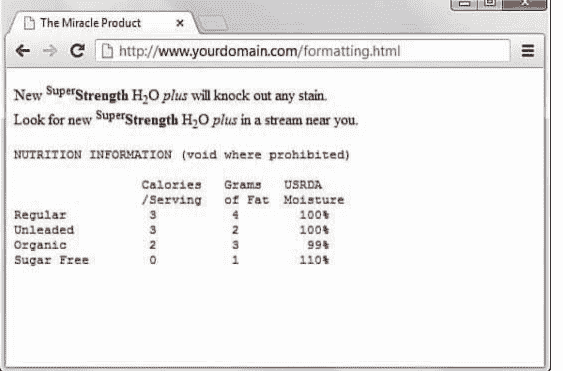 The Miracle Product
http://www.yourdomain.com/formatting.html
New SuperStrength H₂O plus will knock out any stain.
Look for new SuperStrength H₂O plus in a stream near you.
NUTRITION INFORMATION (void where prohibited)
Calories Grams USRDA
/Serving of Fat Moisture
Regular 3 4 100%
Unleaded 3 2 100%
Organic 2 3 99%
Sugar Free 0 1 110%